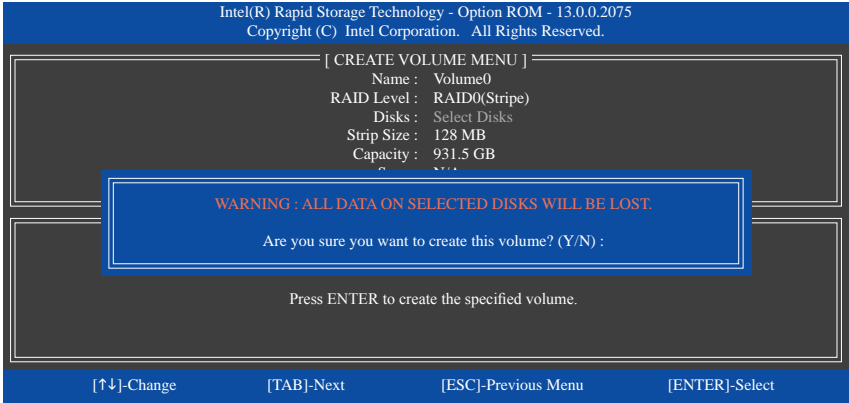 Intel(R) Rapid Storage Technology - Option ROM - 13.0.0.2075
Copyright (C) Intel Corporation. All Rights Reserved.
[ CREATE VOLUME MENU ]
Name : Volume0
RAID Level : RAID0(Stripe)
Disks : Select Disks
Strip Size : 128 MB
Capacity : 931.5 GB
WARNING : ALL DATA ON SELECTED DISKS WILL BE LOST.
Are you sure you want to create this volume? (Y/N) :
Press ENTER to create the specified volume.
[↑↓]-Change [TAB]-Next [ESC]-Previous Menu [ENTER]-Select